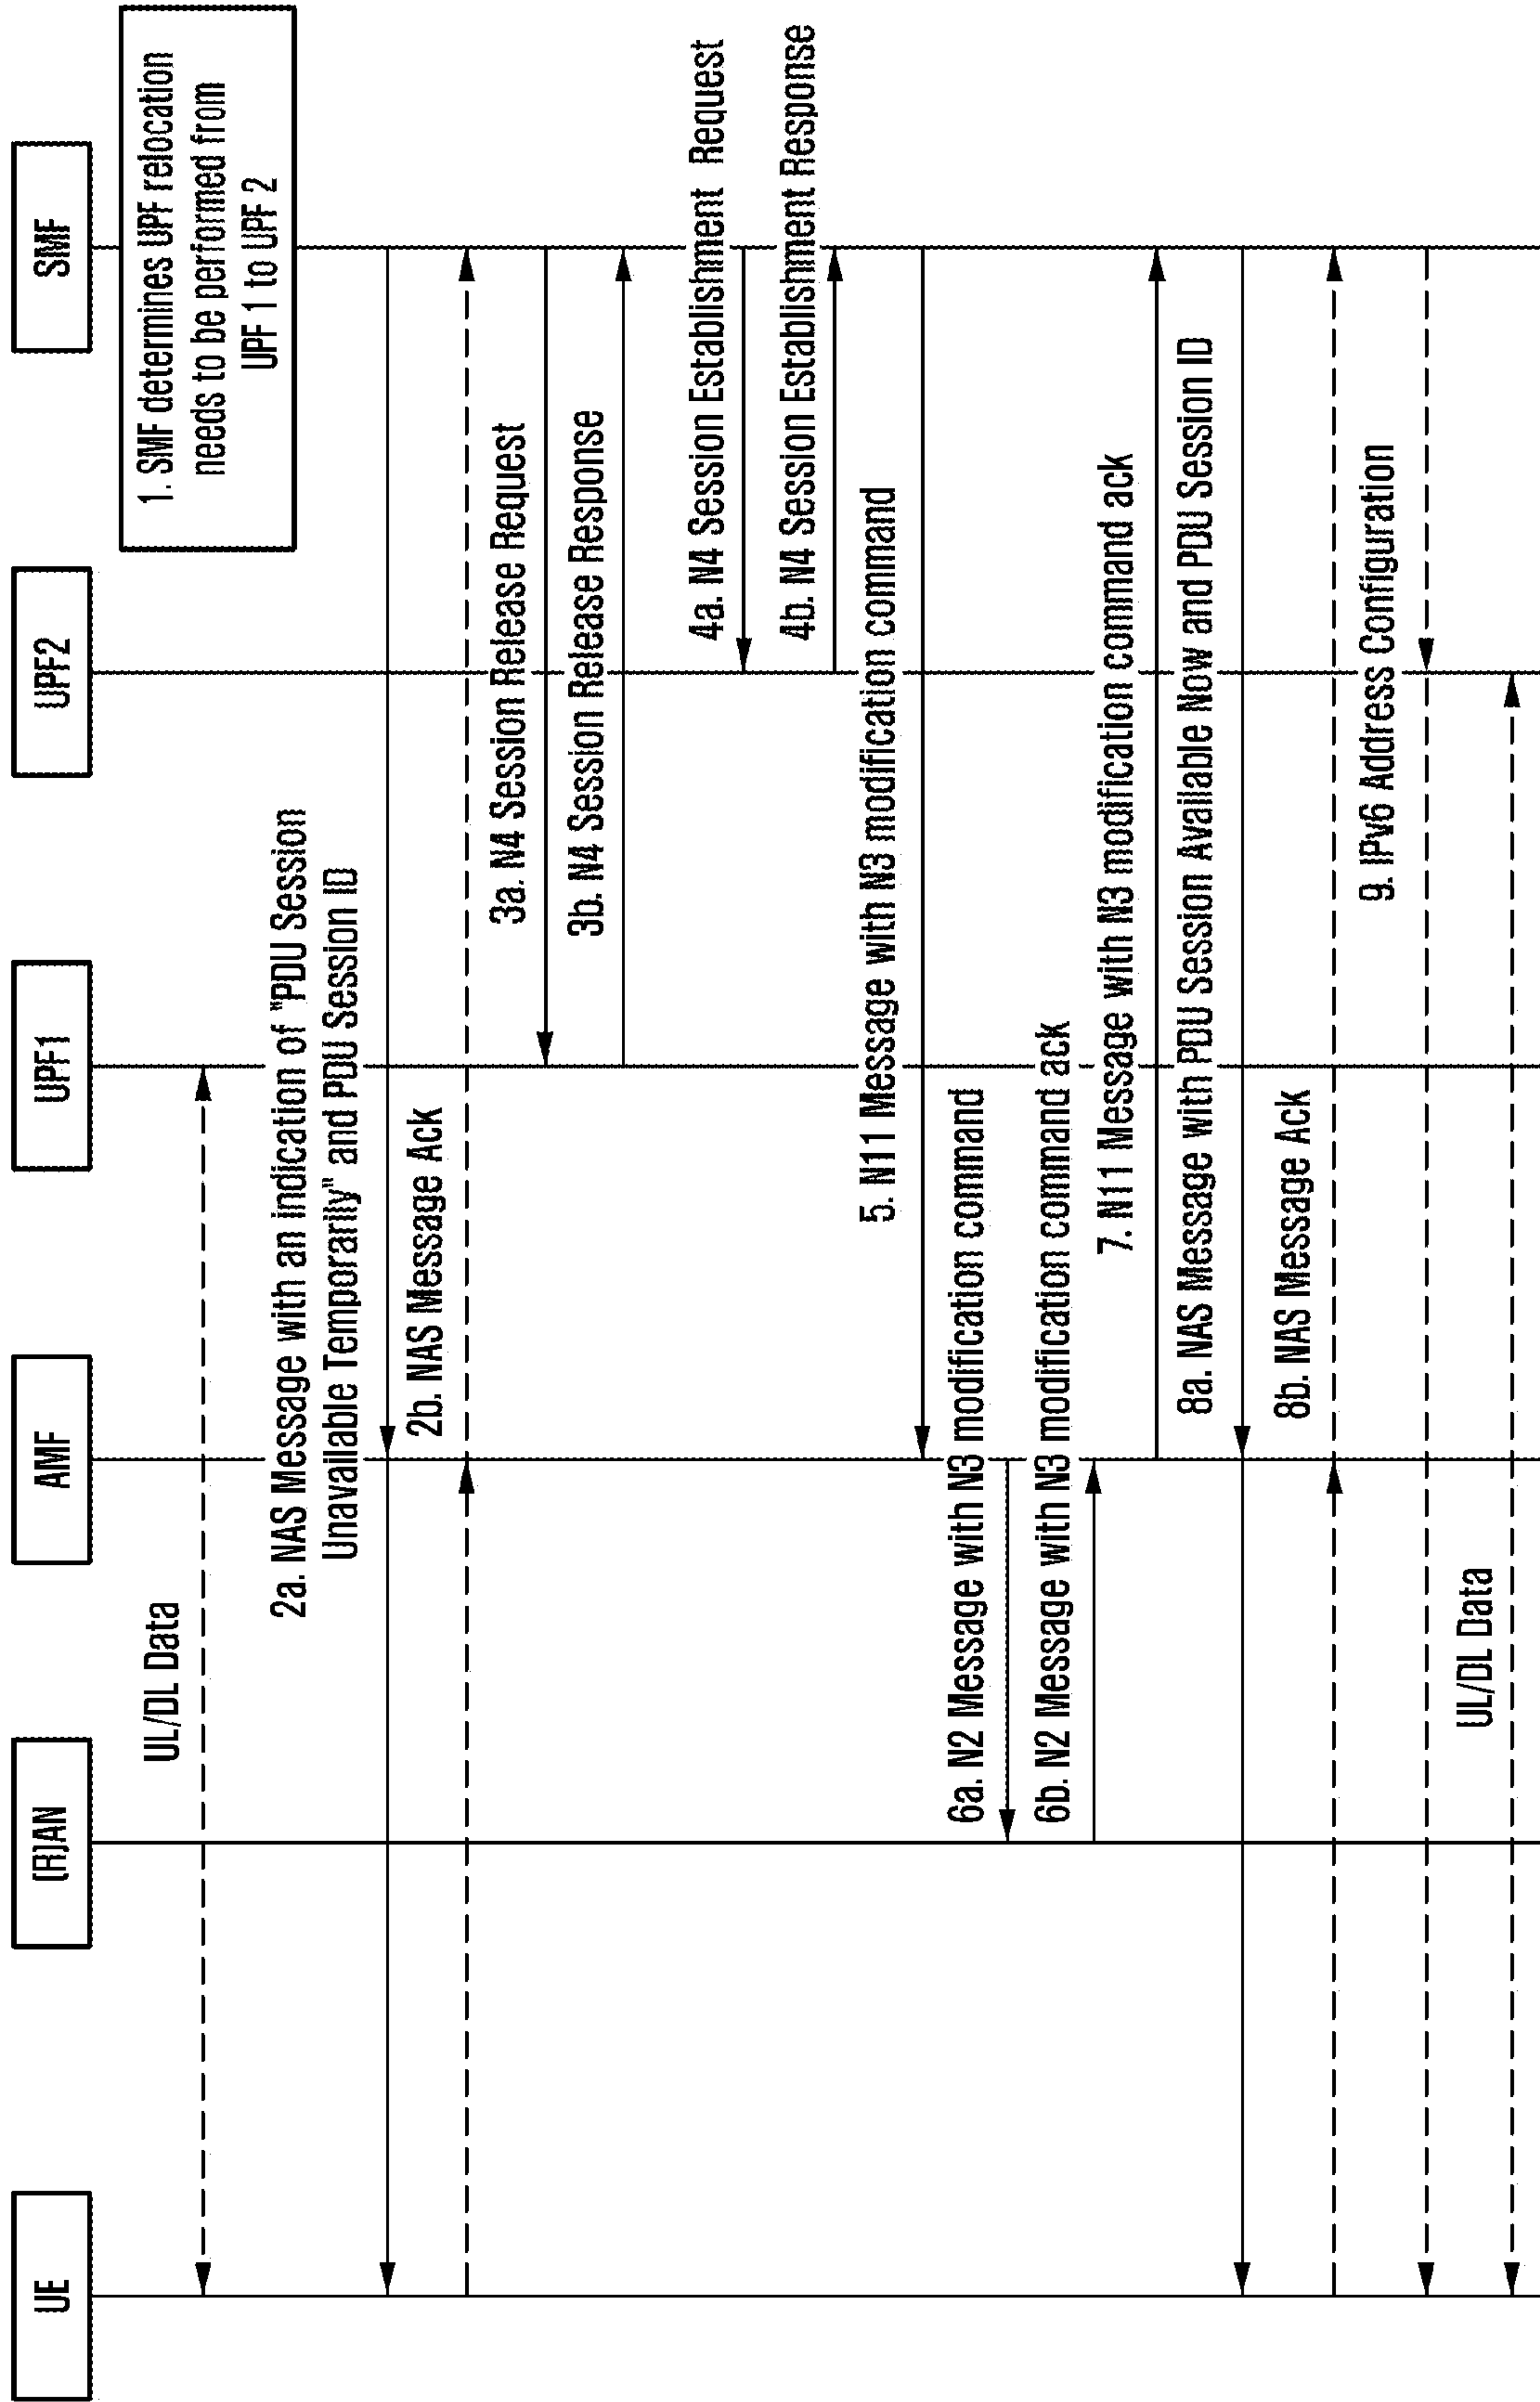 UE
(R)AN
AMF
UPF1
UPF2
SMF
1. SMF determines UPF relocation
needs to be performed from
UPF 1 to UPF 2
UL/DL Data
2a. NAS Message with an indication of "PDU Session
Unavailable Temporarily" and PDU Session ID
2b. NAS Message Ack
3a. N4 Session Release Request
3b. N4 Session Release Response
4a. N4 Session Establishment Request
4b. N4 Session Establishment Response
5. N11 Message with N3 modification command
6a. N2 Message with N3 modification command
6b. N2 Message with N3 modification command ack
7. N11 Message with N3 modification command ack
8a. NAS Message with PDU Session Available Now and PDU Session ID
8b. NAS Message Ack
9. IPv6 Address Configuration
UL/DL Data